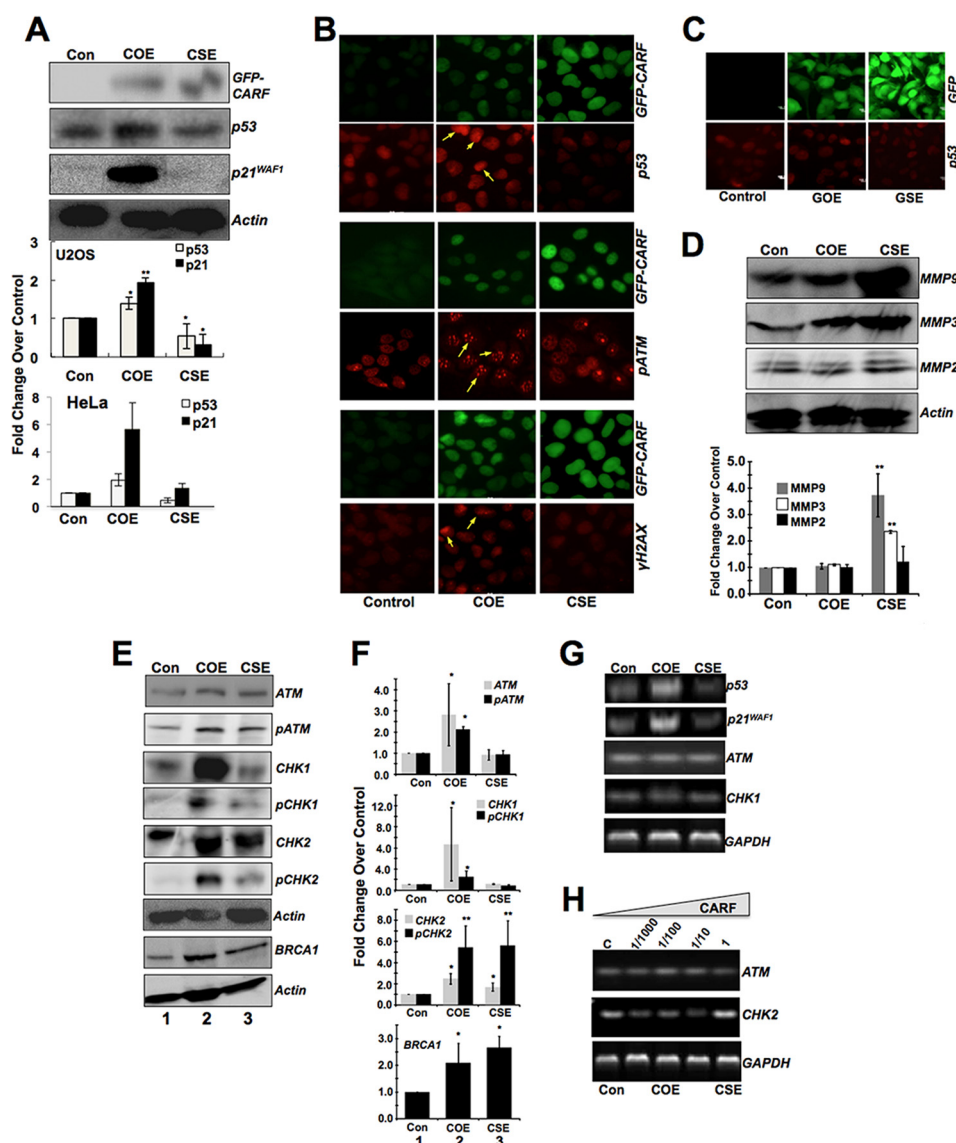 A
Con COE CSE
GFP-
CARF
p53
p21WAF1
Actin
U2OS
p53
p21
3
2
1
0
* ** * *
Con COE CSE
HeLa
p53
p21
8
6
4
2
0
Con COE CSE
Fold Change Over Control
B
GFP-CARF
p53
GFP-CARF
pATM
GFP-CARF
γH2AX
Control COE CSE
C
GFP
p53
Control GOE GSE
D
Con COE CSE
MMP9
MMP3
MMP2
Actin
5.0
4.0
3.0
2.0
1.0
0.0
MMP9
MMP3
MMP2
** **
Con COE CSE
Fold Change Over Control
E
Con COE CSE
ATM
pATM
CHK1
pCHK1
CHK2
pCHK2
Actin
BRCA1
Actin
1 2 3
F
4.0
3.0
2.0
1.0
0.0
ATM
pATM
* *
Con COE CSE
12.0
4.0
2.0
0.0
CHK1
pCHK1
* *
Con COE CSE
8.0
6.0
4.0
2.0
0.0
CHK2
pCHK2
* ** * **
Con COE CSE
3.0
2.0
1.0
0.0
BRCA1
* *
Con COE CSE
1 2 3
Fold Change Over Control
G
Con COE CSE
p53
p21WAF1
ATM
CHK1
GAPDH
H
CARF
C 1/1000 1/100 1/10 1
ATM
CHK2
GAPDH
Con COE CSE